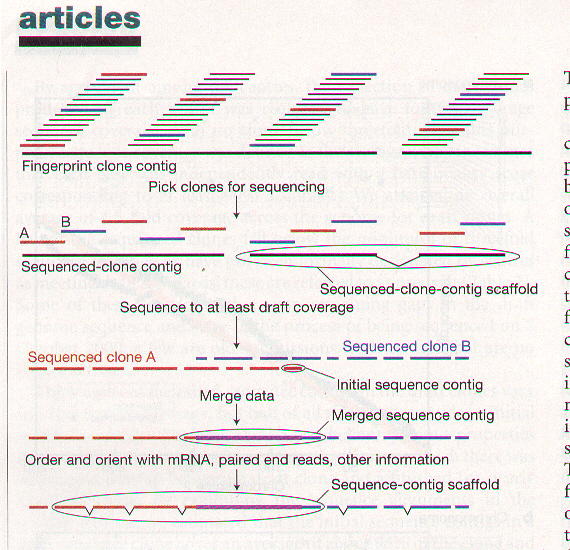 articles
Fingerprint clone contig
Pick clones for sequencing
A
B
Sequenced-clone contig
Sequenced-clone-contig scaffold
Sequence to at least draft coverage
Sequenced clone A
Sequenced clone B
Initial sequence contig
Merge data
Merged sequence contig
Order and orient with mRNA, paired end reads, other information
Sequence-contig scaffold